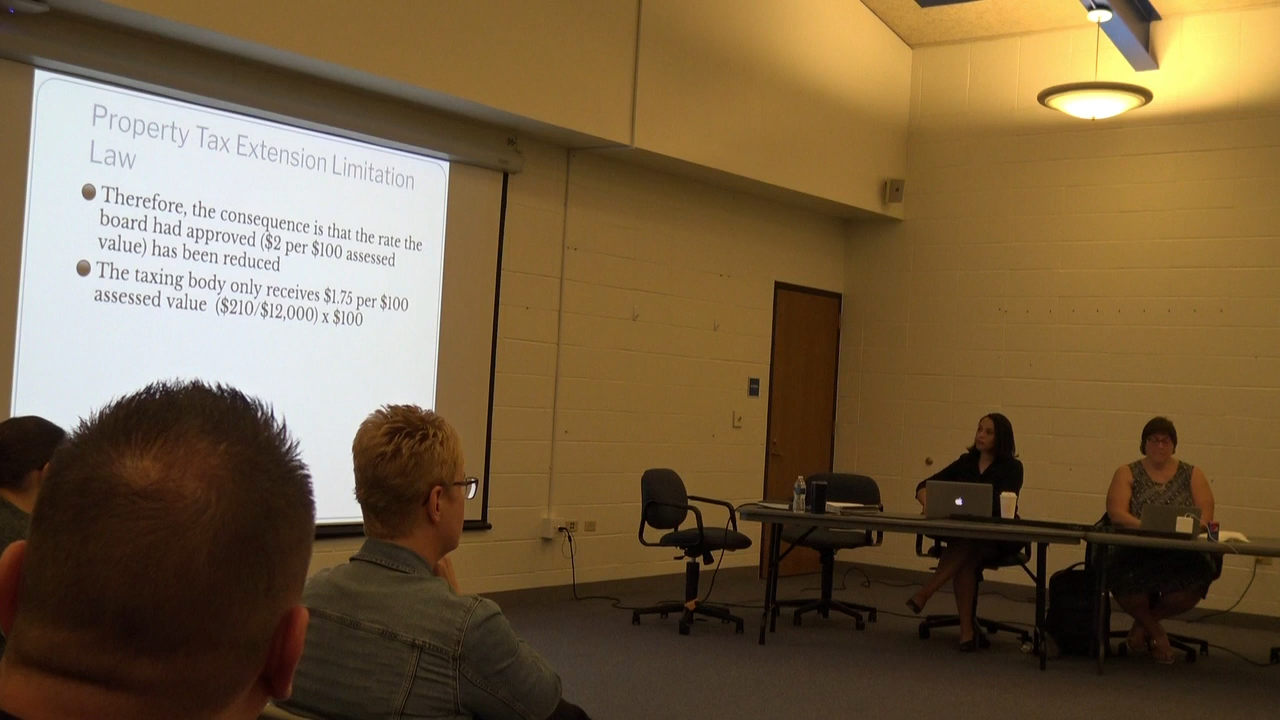 Property Tax Extension Limitation
Law
Therefore, the consequence is that the rate the
board had approved ($2 per $100 assessed
value) has been reduced
The taxing body only receives $1.75 per $100
assessed value ($210/$12,000) x $100